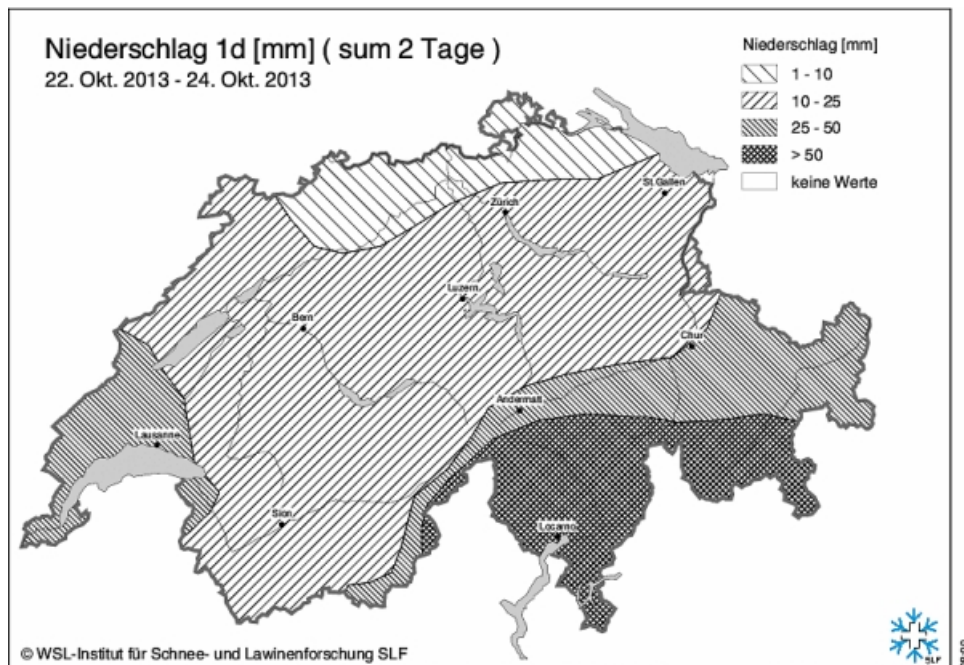 Niederschlag 1d [mm] ( sum 2 Tage )
22. Okt. 2013 - 24. Okt. 2013
Niederschlag [mm]
1 - 10
10 - 25
25 - 50
> 50
keine Werte
St.Gallen
Zürich
Luzern
Bern
Chur
Andermatt
Lausanne
Sion
Locarno
© WSL-Institut für Schnee- und Lawinenforschung SLF
SLF